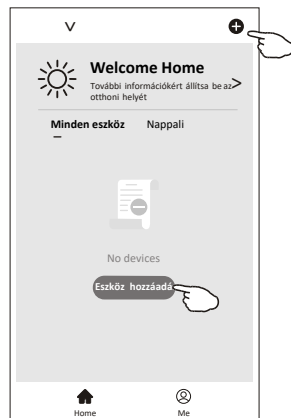 Welcome Home
További információkért állítsa be az
otthoni helyét
Minden eszköz Nappali
No devices
Eszköz hozzáadá
Home Me